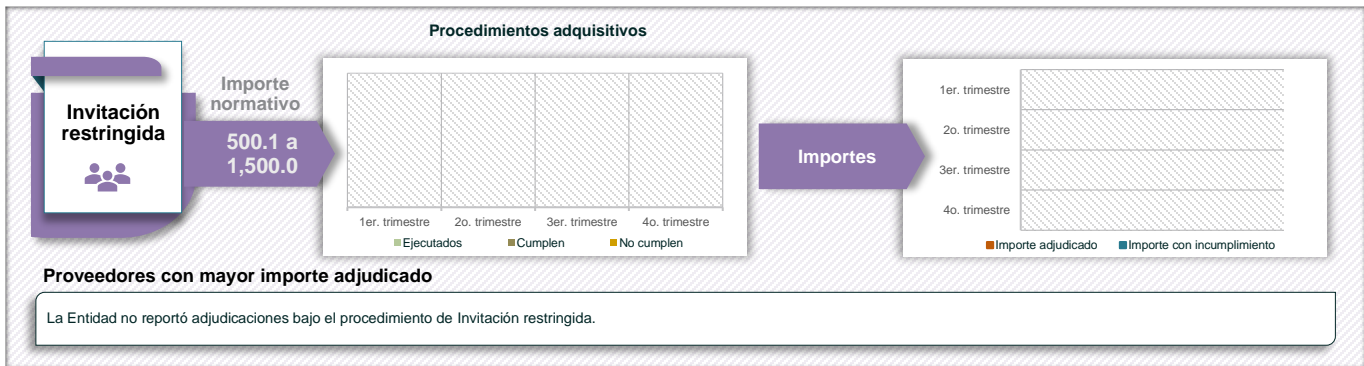 Procedimientos adquisitivos
Invitación
restringida
Importe
normativo
500.1 a
1,500.0
1er. trimestre
2o. trimestre
3er. trimestre
4o. trimestre
Ejecutados
Cumplen
No cumplen
Importes
1er. trimestre
2o. trimestre
3er. trimestre
4o. trimestre
Importe adjudicado
Importe con incumplimiento
Proveedores con mayor importe adjudicado
La Entidad no reportó adjudicaciones bajo el procedimiento de Invitación restringida.